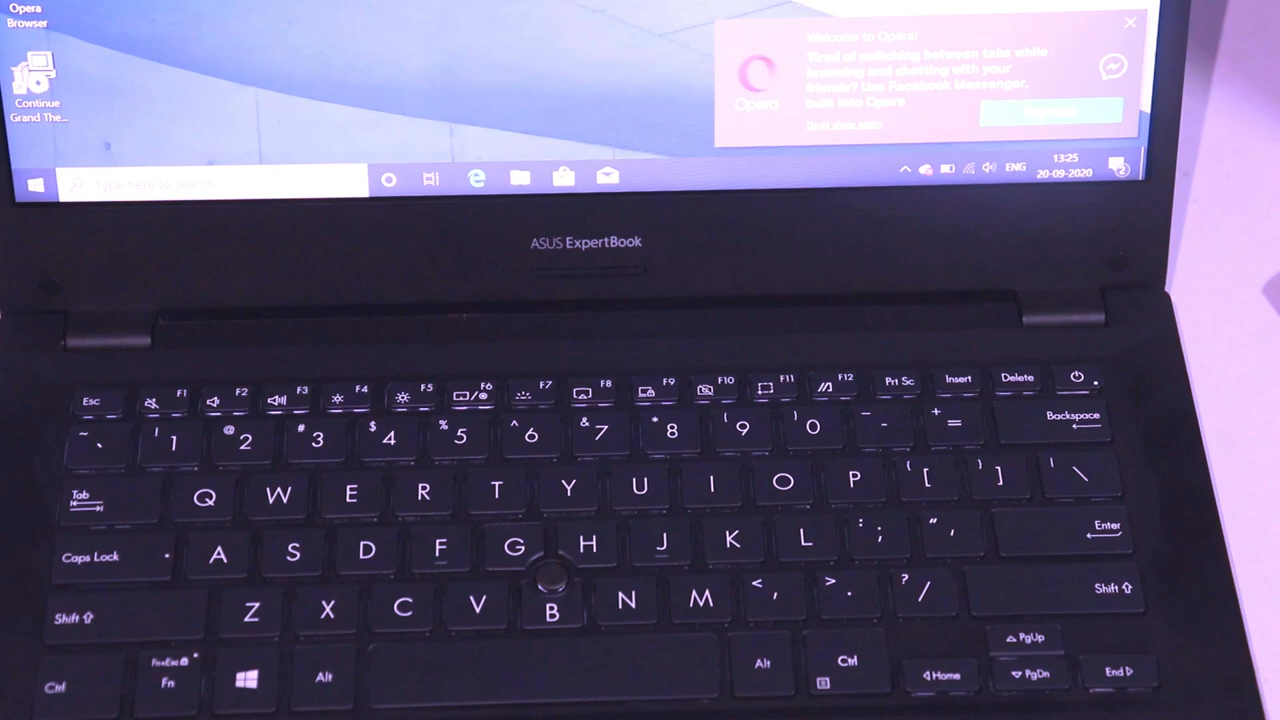 Opera
Browser
Continue
Grand The...
Welcome to Opera!
Tired of switching between tabs while
browsing and chatting with your
friends? Use Facebook Messenger,
built into Opera
Don't show again
Opera
Type here to search
ENG
13:25
20-09-2020
2
ASUS ExpertBook
Esc F1 F2 F3 F4 F5 F6 F7 F8 F9 F10 F11 F12 Prt Sc Insert Delete
~ ` ! 1 @ 2 # 3 $ 4 % 5 ^ 6 & 7 * 8 ( 9 ) 0 _ - + = Backspace
Tab Q W E R T Y U I O P { [ } ] | \
Caps Lock A S D F G H J K L : ; " ' Enter
Shift Z X C V B N M < , > . ? / Shift
Ctrl Fn+Esc Fn Alt Alt Ctrl Home PgUp PgDn End